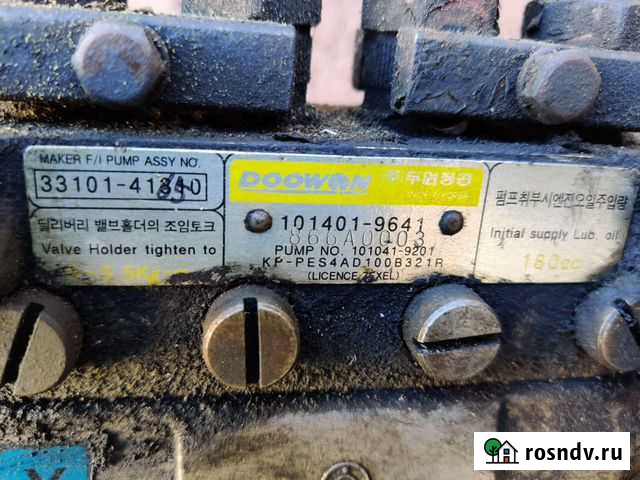 MAKER F/I PUMP ASSY NO.
33101-41
딜리버리 밸브홀더의 조임토크
Valve Holder tighten to
DOOWON
두원정공
101401-9641
866A0003
PUMP NO. 101041-9201
KP-PES4AD100B321R
(LICENCE ZEXEL)
펌프취부시엔진오일주입량
Initial supply Lub. oil
180cc
X
rosndv.ru